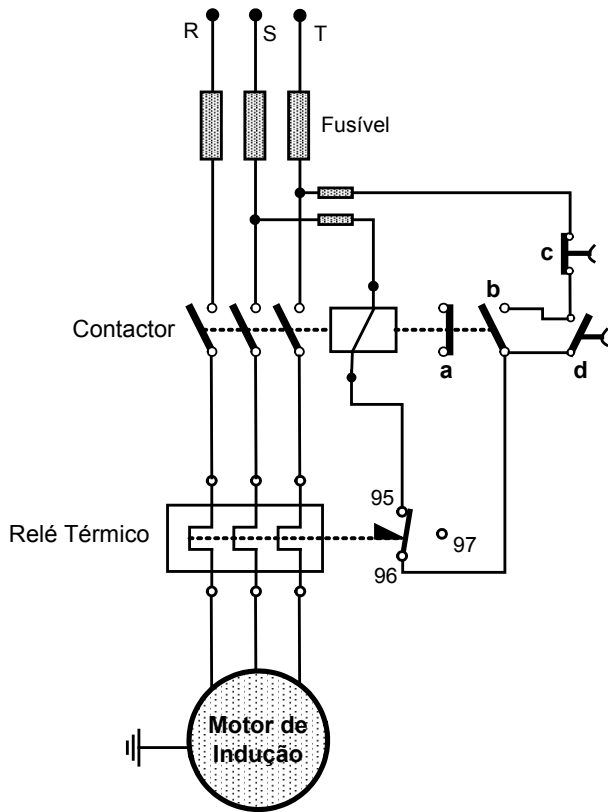 R S T
Fusível
c
b
Contactor
a d
95
Relé Térmico
97
96
Motor de
Indução